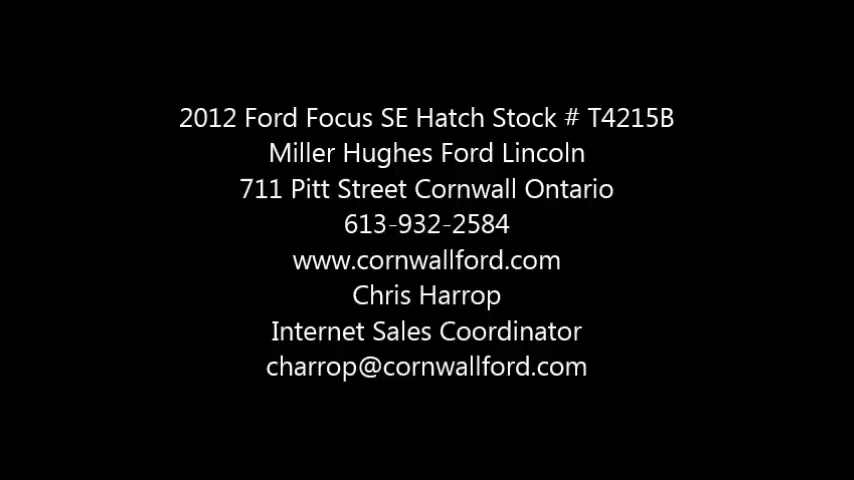 2012 Ford Focus SE Hatch Stock # T4215B
Miller Hughes Ford Lincoln
711 Pitt Street Cornwall Ontario
613-932-2584
www.cornwallford.com
Chris Harrop
Internet Sales Coordinator
charrop@cornwallford.com